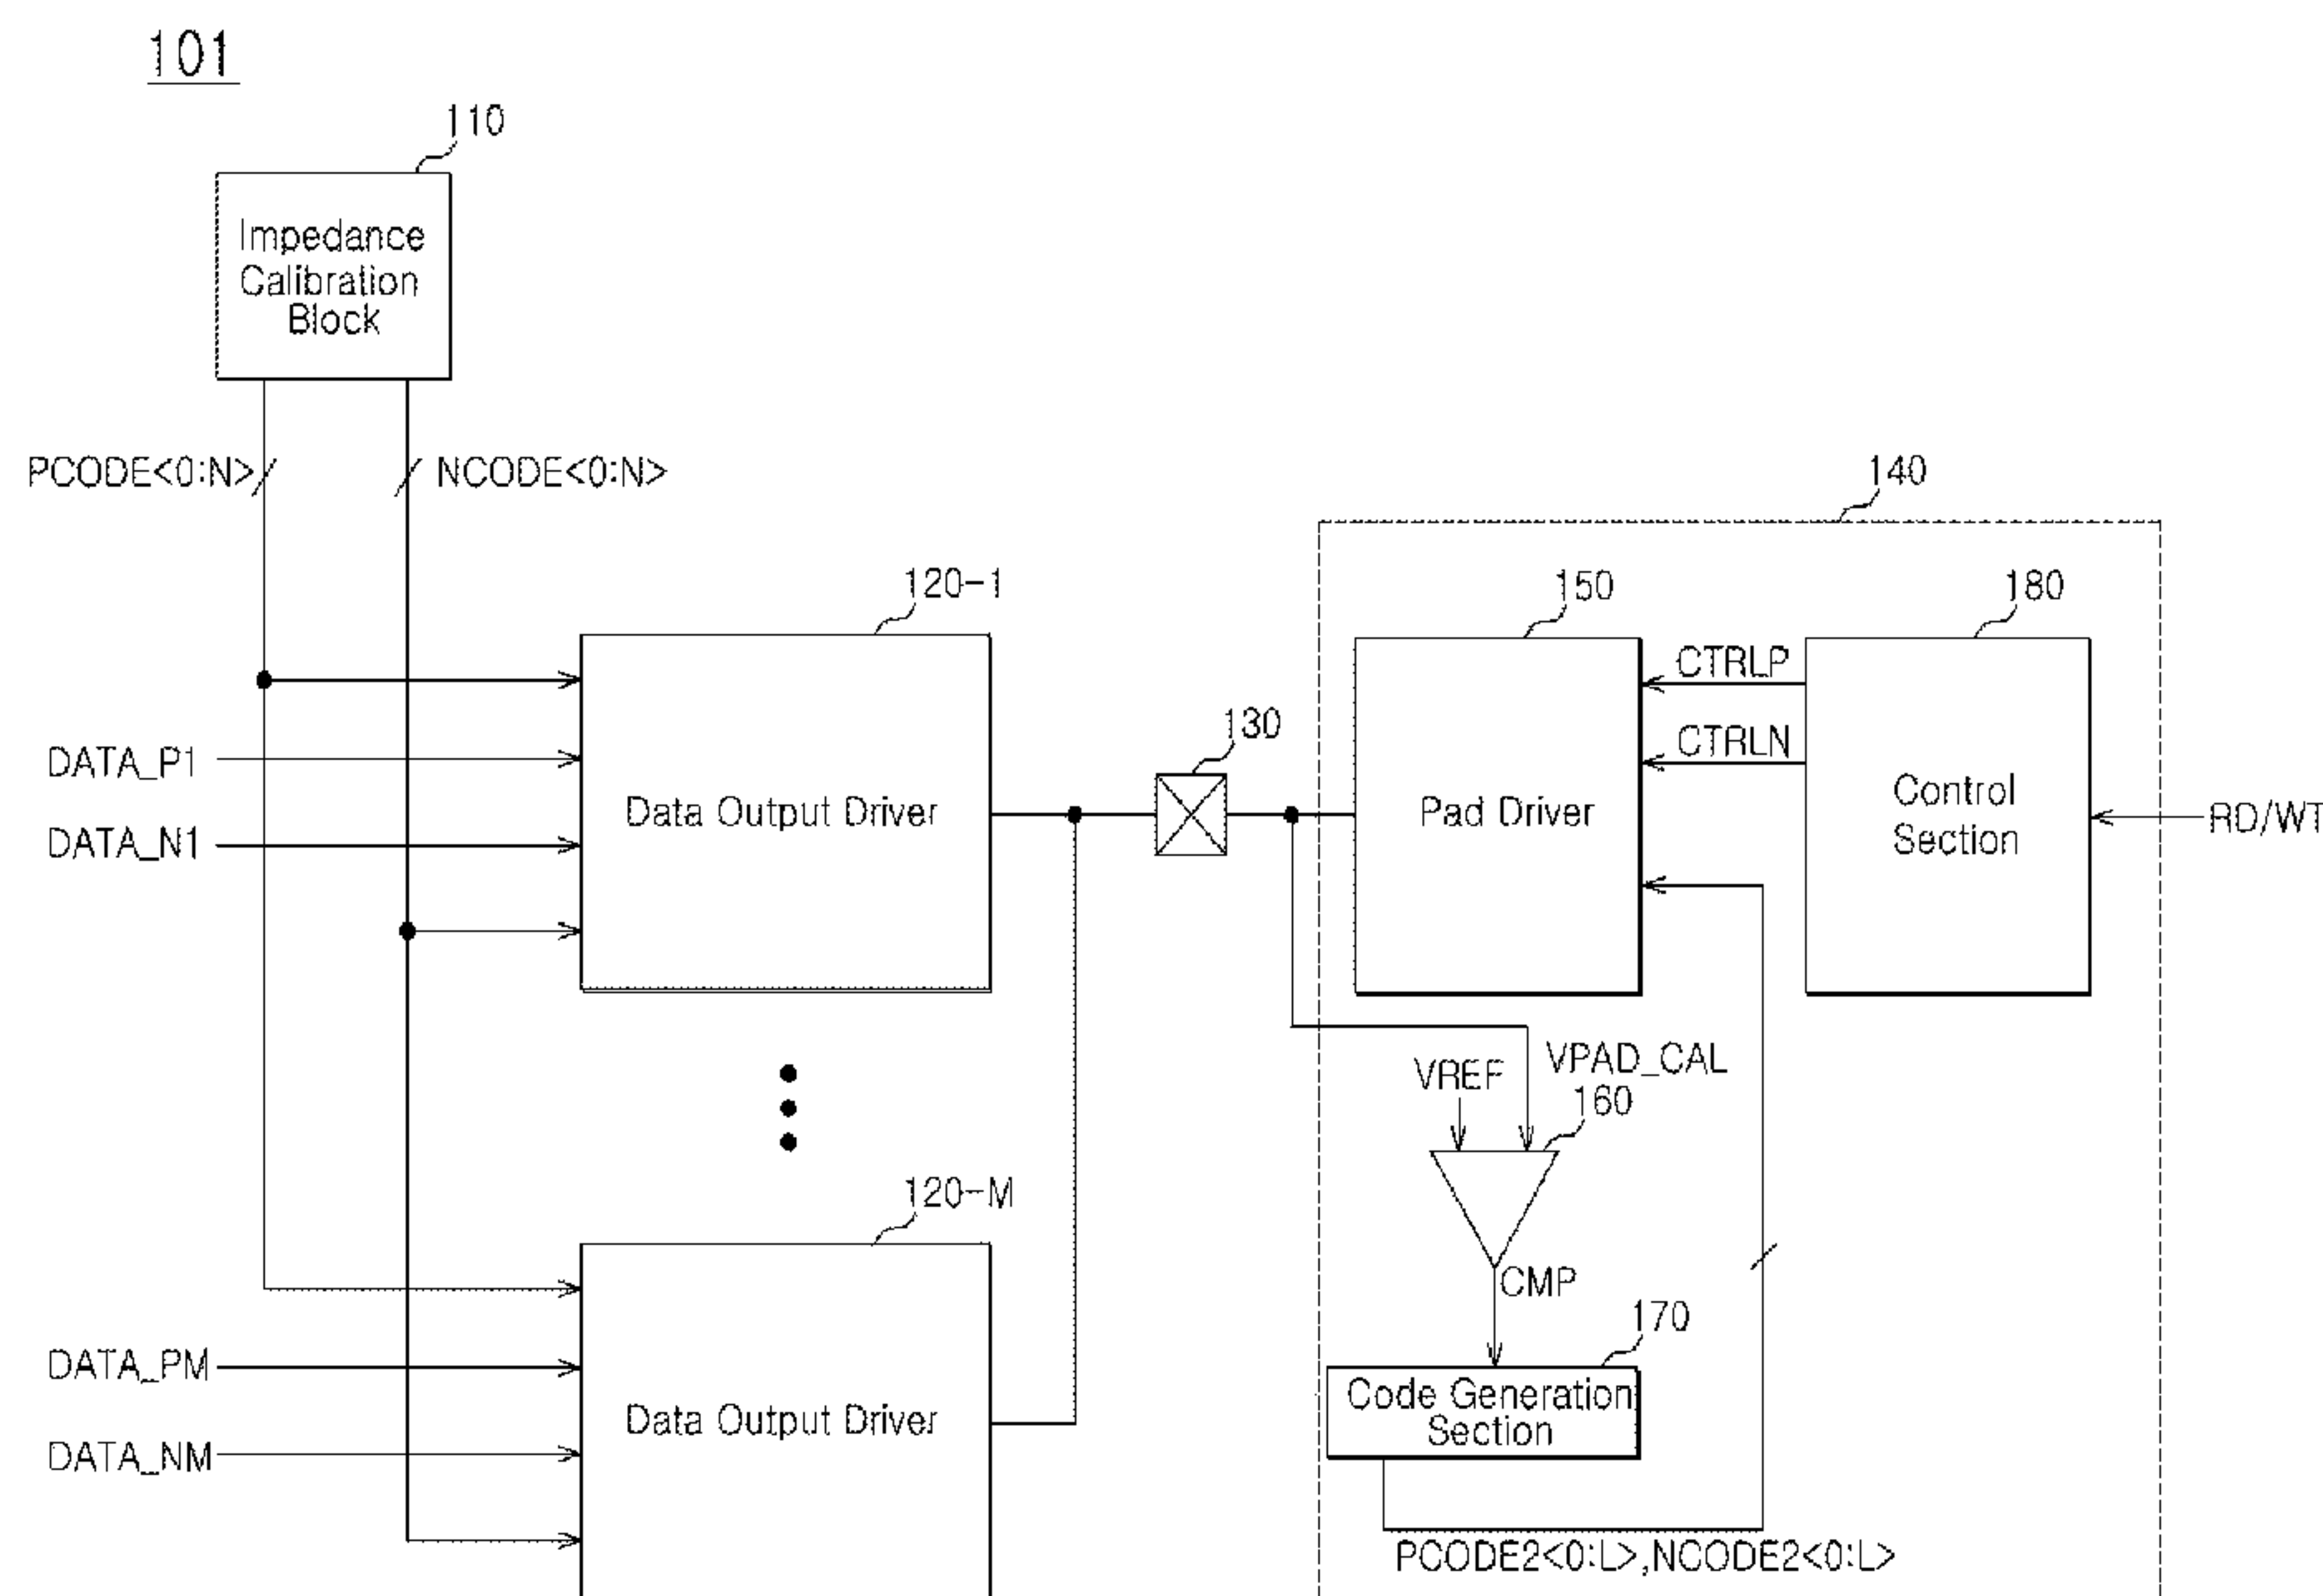 101
110
Impedance
Calibration
Block
PCODE<0:N>
NCODE<0:N>
140
120-1
150
180
CTRLP
130
CTRLN
DATA_P1
Data Output Driver
Pad Driver
Control
Section
RD/WT
DATA_N1
VREF
VPAD_CAL
160
120-M
CMP
170
DATA_PM
Code Generation
Section
Data Output Driver
DATA_NM
PCODE2<0:L>,NCODE2<0:L>